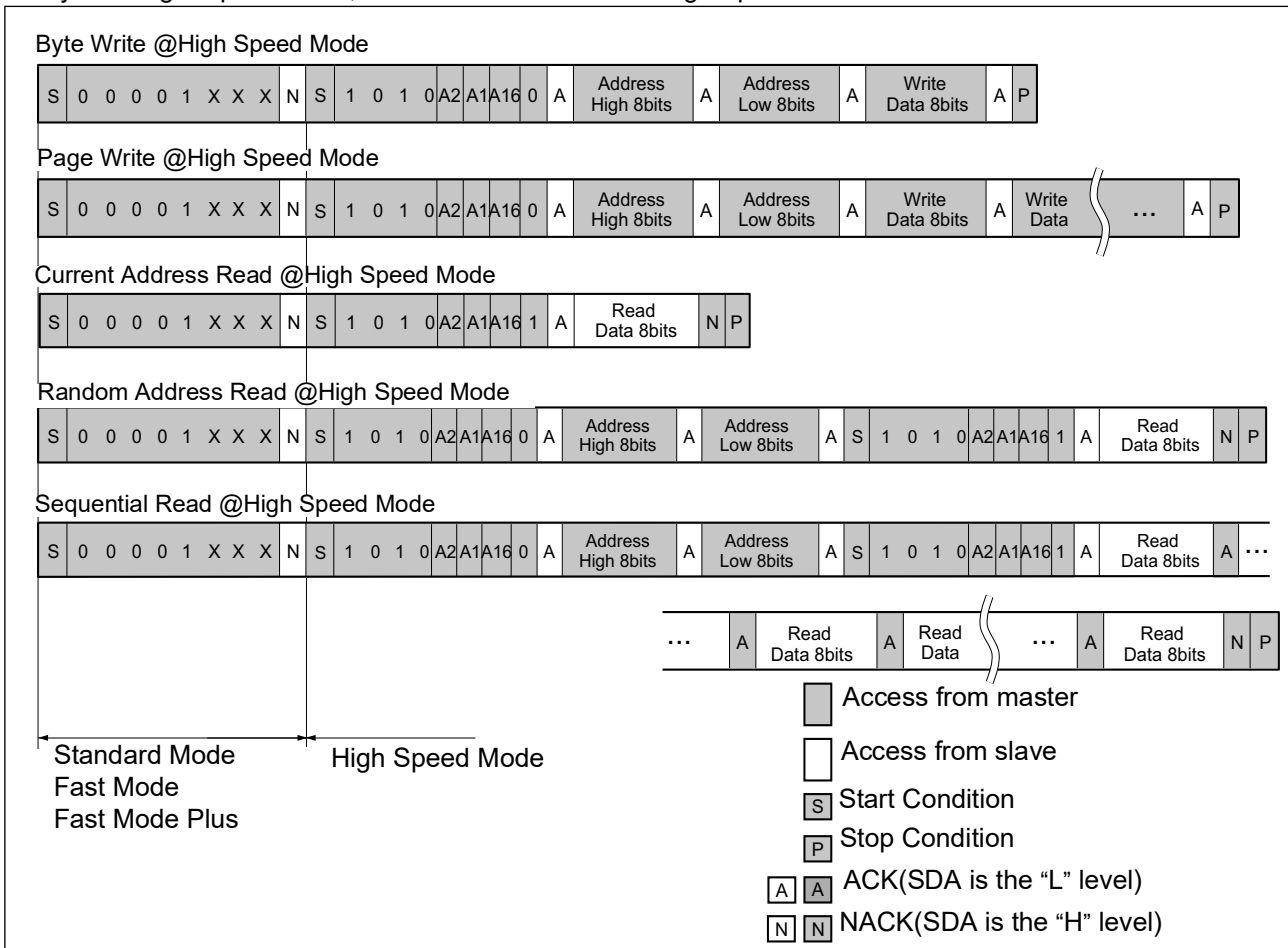 Byte Write @High Speed Mode
S 0 0 0 0 1 X X X N S 1 0 1 0 A2 A1 A16 0 A Address High 8bits A Address Low 8bits A Write Data 8bits A P
Page Write @High Speed Mode
S 0 0 0 0 1 X X X N S 1 0 1 0 A2 A1 A16 0 A Address High 8bits A Address Low 8bits A Write Data 8bits A Write Data ... A P
Current Address Read @High Speed Mode
S 0 0 0 0 1 X X X N S 1 0 1 0 A2 A1 A16 1 A Read Data 8bits N P
Random Address Read @High Speed Mode
S 0 0 0 0 1 X X X N S 1 0 1 0 A2 A1 A16 0 A Address High 8bits A Address Low 8bits A S 1 0 1 0 A2 A1 A16 1 A Read Data 8bits N P
Sequential Read @High Speed Mode
S 0 0 0 0 1 X X X N S 1 0 1 0 A2 A1 A16 0 A Address High 8bits A Address Low 8bits A S 1 0 1 0 A2 A1 A16 1 A Read Data 8bits A ...
... A Read Data 8bits A Read Data ... A Read Data 8bits N P
Access from master
Standard Mode High Speed Mode
Access from slave
Fast Mode
S Start Condition
Fast Mode Plus
P Stop Condition
A A ACK(SDA is the “L” level)
N N NACK(SDA is the “H” level)